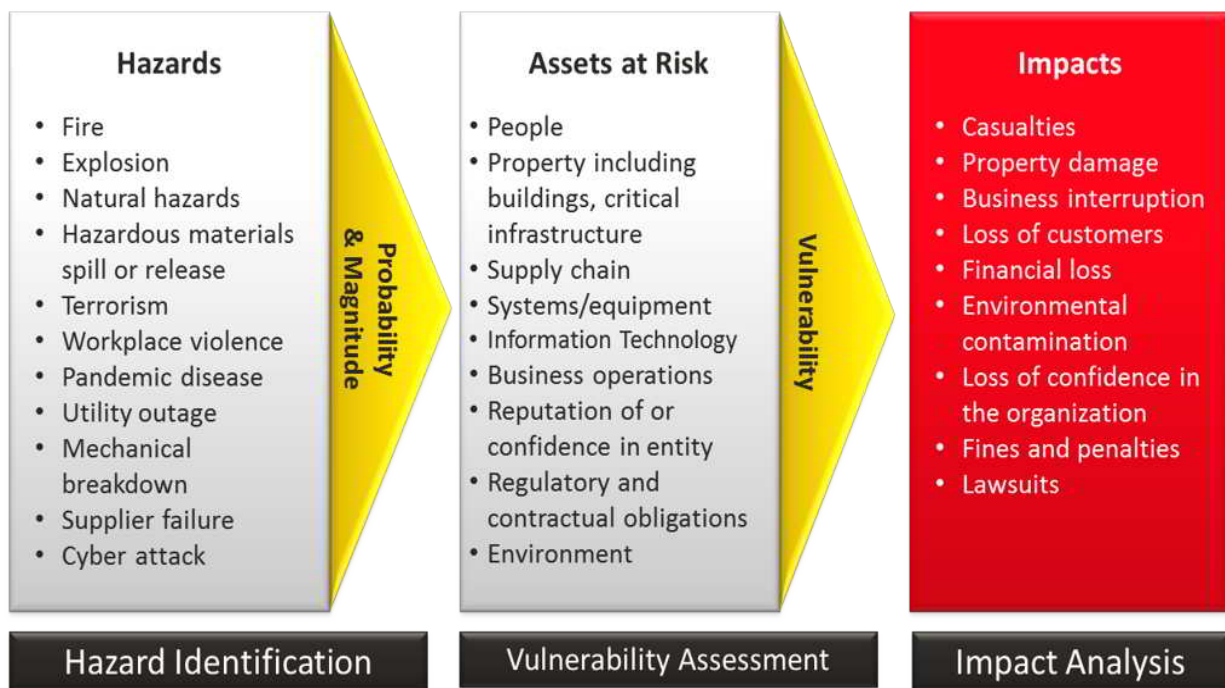 Hazards
• Fire
• Explosion
• Natural hazards
• Hazardous materials
spill or release
• Terrorism
• Workplace violence
• Pandemic disease
• Utility outage
• Mechanical
breakdown
• Supplier failure
• Cyber attack
Probability
& Magnitude
Hazard Identification
Assets at Risk
• People
• Property including
buildings, critical
infrastructure
• Supply chain
• Systems/equipment
• Information Technology
• Business operations
• Reputation of or
confidence in entity
• Regulatory and
contractual obligations
• Environment
Vulnerability
Vulnerability Assessment
Impacts
• Casualties
• Property damage
• Business interruption
• Loss of customers
• Financial loss
• Environmental
contamination
• Loss of confidence in
the organization
• Fines and penalties
• Lawsuits
Impact Analysis